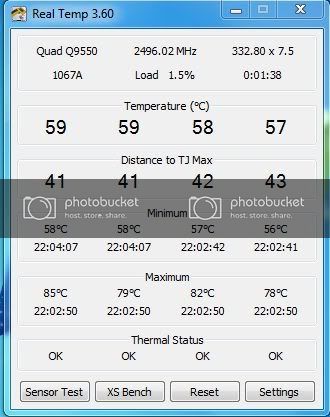 Real Temp 3.60
Quad Q9550 2496.02 MHz 332.80 x 7.5
1067A Load 1.5% 0:01:38
Temperature (°C)
59 59 58 57
Distance to TJ Max
41 41 42 43
photobucket photobucket
host. store. share. host. store. share.
Minimum
58°C 58°C 57°C 56°C
22:04:07 22:04:07 22:02:42 22:02:41
Maximum
85°C 79°C 82°C 78°C
22:02:50 22:02:50 22:02:50 22:02:50
Thermal Status
OK OK OK OK
Sensor Test XS Bench Reset Settings